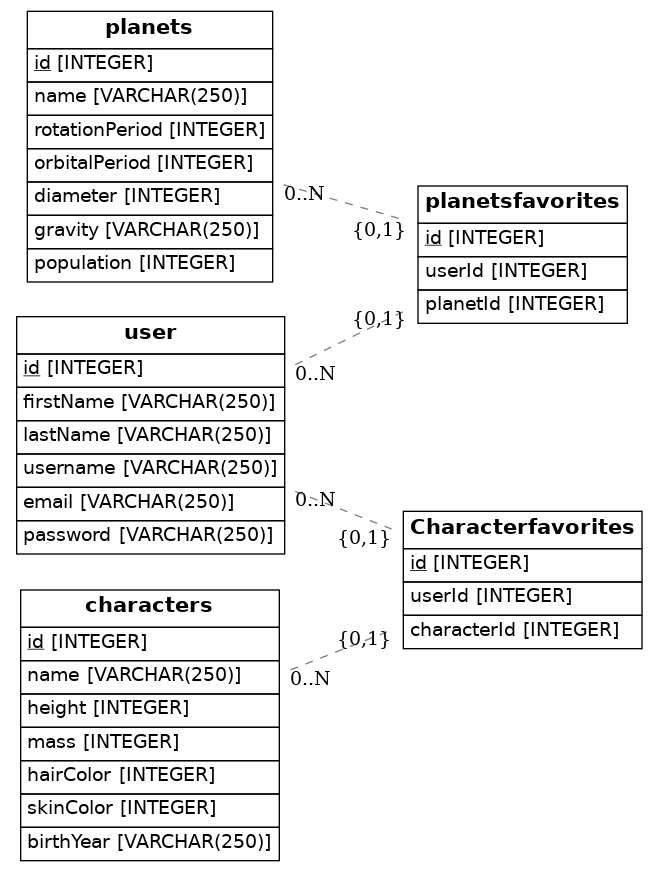 planets
id [INTEGER]
name [VARCHAR(250)]
rotationPeriod [INTEGER]
orbitalPeriod [INTEGER]
diameter [INTEGER]
gravity [VARCHAR(250)]
population [INTEGER]
0..N
{0,1}
planetsfavorites
id [INTEGER]
userId [INTEGER]
planetId [INTEGER]
{0,1}
0..N
user
id [INTEGER]
firstName [VARCHAR(250)]
lastName [VARCHAR(250)]
username [VARCHAR(250)]
email [VARCHAR(250)]
password [VARCHAR(250)]
0..N
{0,1}
Characterfavorites
id [INTEGER]
userId [INTEGER]
characterId [INTEGER]
{0,1}
0..N
characters
id [INTEGER]
name [VARCHAR(250)]
height [INTEGER]
mass [INTEGER]
hairColor [INTEGER]
skinColor [INTEGER]
birthYear [VARCHAR(250)]